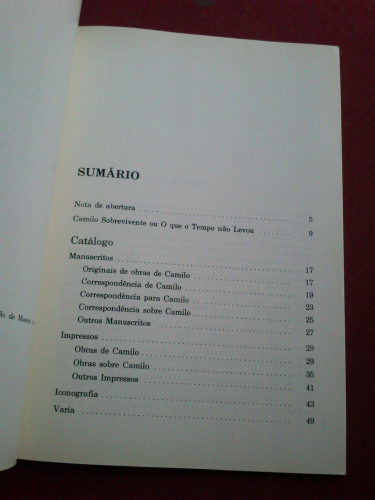 SUMÁRIO
Nota de abertura ........ 5
Camilo Sobrevivente ou O que o Tempo não Levou ........ 9
Catálogo
Manuscritos ........ 17
Originais de obras de Camilo ........ 17
Correspondência de Camilo ........ 19
Correspondência para Camilo ........ 23
Correspondência sobre Camilo ........ 25
Outros Manuscritos ........ 27
Impressos ........ 29
Obras de Camilo ........ 29
Obras sobre Camilo ........ 35
Outros Impressos ........ 41
Iconografia ........ 43
Varia ........ 49